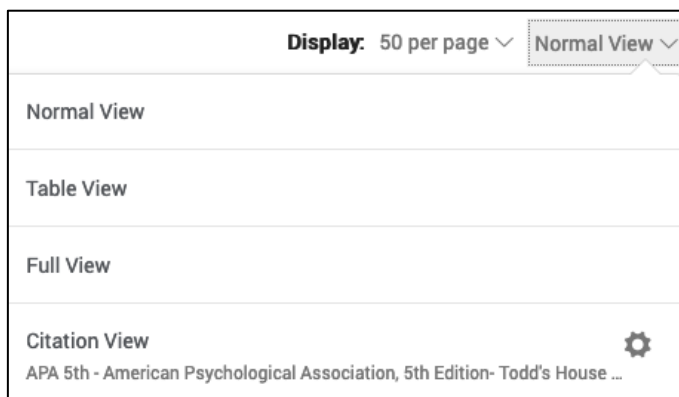 Display: 50 per page Normal View
Normal View
Table View
Full View
Citation View
APA 5th - American Psychological Association, 5th Edition- Todd's House ...